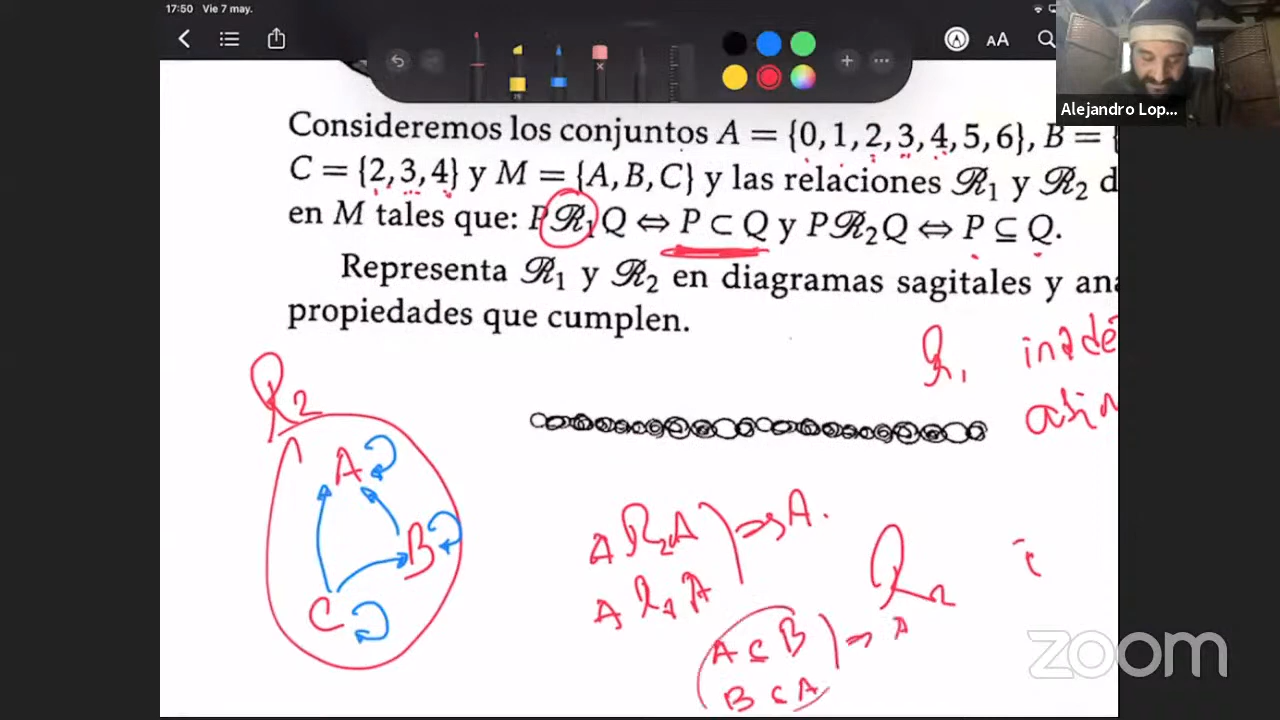 17:50 Vie 7 may.
AA
Alejandro Lop...
Consideremos los conjuntos A = {0, 1, 2, 3, 4, 5, 6}, B = {
C = {2, 3, 4} y M = {A, B, C} y las relaciones ℛ₁ y ℛ₂ d
en M tales que: Pℛ₁Q ⇔ P ⊂ Q y Pℛ₂Q ⇔ P ⊆ Q.
Representa ℛ₁ y ℛ₂ en diagramas sagitales y ana
propiedades que cumplen.
R₁
R₂
A
B
C
A R₂ A
A ⊆ B
R₂
zoom